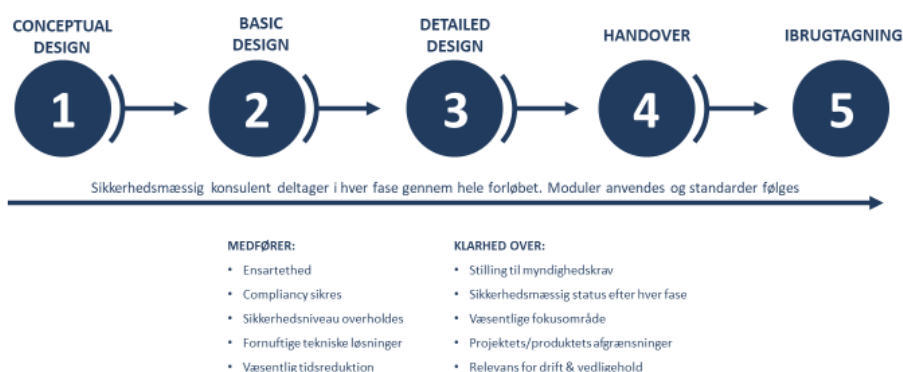 CONCEPTUAL
DESIGN
BASIC
DESIGN
DETAILED
DESIGN
HANDOVER
IBRUGTAGNING
1
2
3
4
5
Sikkerhedsmæssig konsulent deltager i hver fase gennem hele forløbet. Moduler anvendes og standarder følges
MEDFØRER:
• Ensartethed
• Compliancy sikres
• Sikkerhedsniveau overholdes
• Fornuftige tekniske løsninger
• Væsentlig tidsreduktion
KLARHED OVER:
• Stilling til myndighedskrav
• Sikkerhedsmæssig status efter hver fase
• Væsentlige fokusområde
• Projektets/produktets afgrænsninger
• Relevans for drift & vedligehold